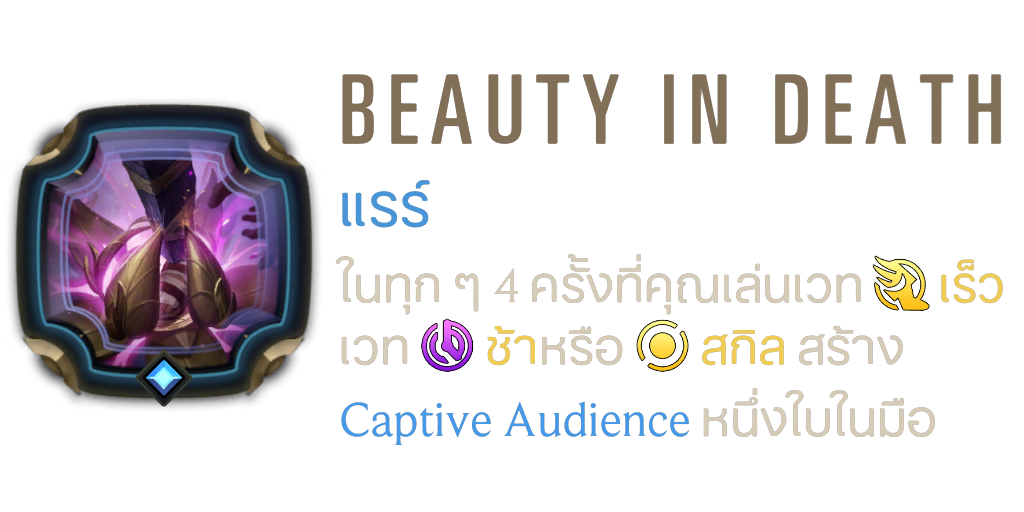 BEAUTY IN DEATH
แรร์
ในทุก ๆ 4 ครั้งที่คุณเล่นเวท เร็ว
เวท ช้าหรือ สกิล สร้าง
Captive Audience หนึ่งใบในมือ